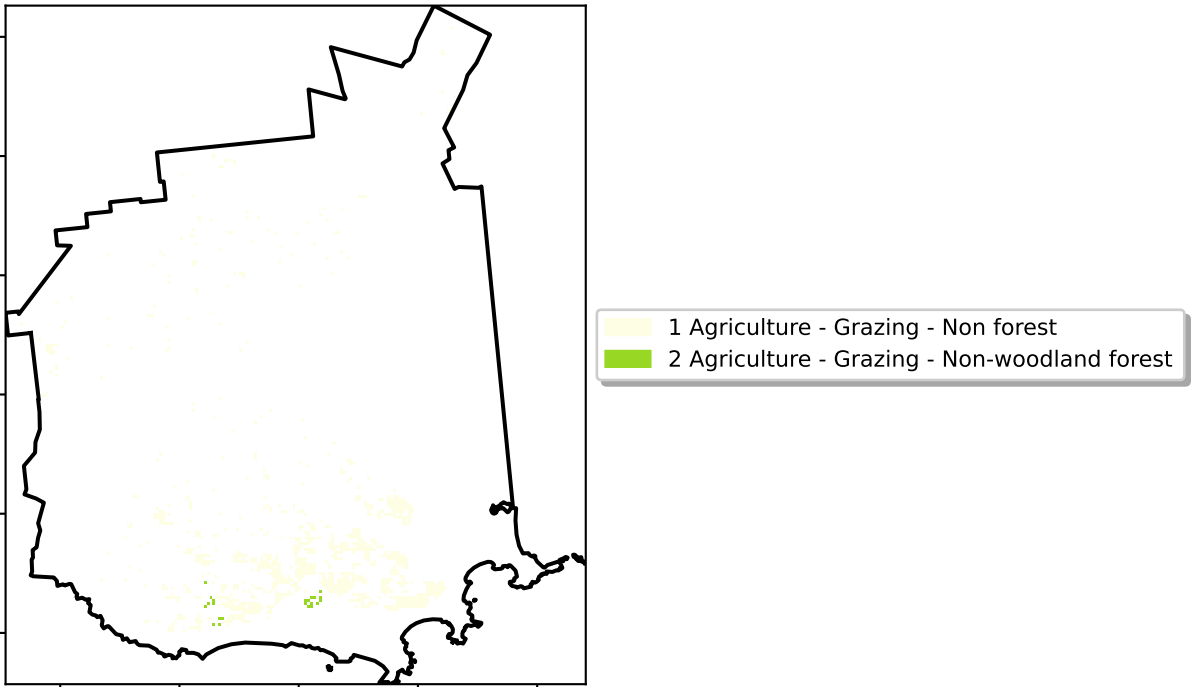 1 Agriculture - Grazing - Non forest
2 Agriculture - Grazing - Non-woodland forest